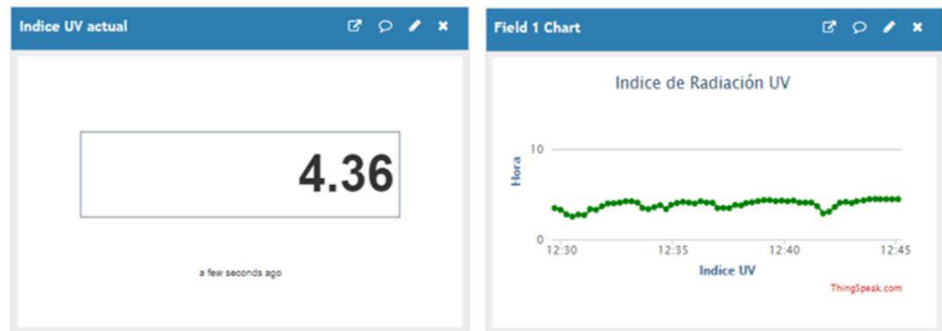 Indice UV actual
4.36
a few seconds ago
Field 1 Chart
Indice de Radiación UV
Hora
10
0
12:30 12:35 12:40 12:45
Indice UV
ThingSpeak.com